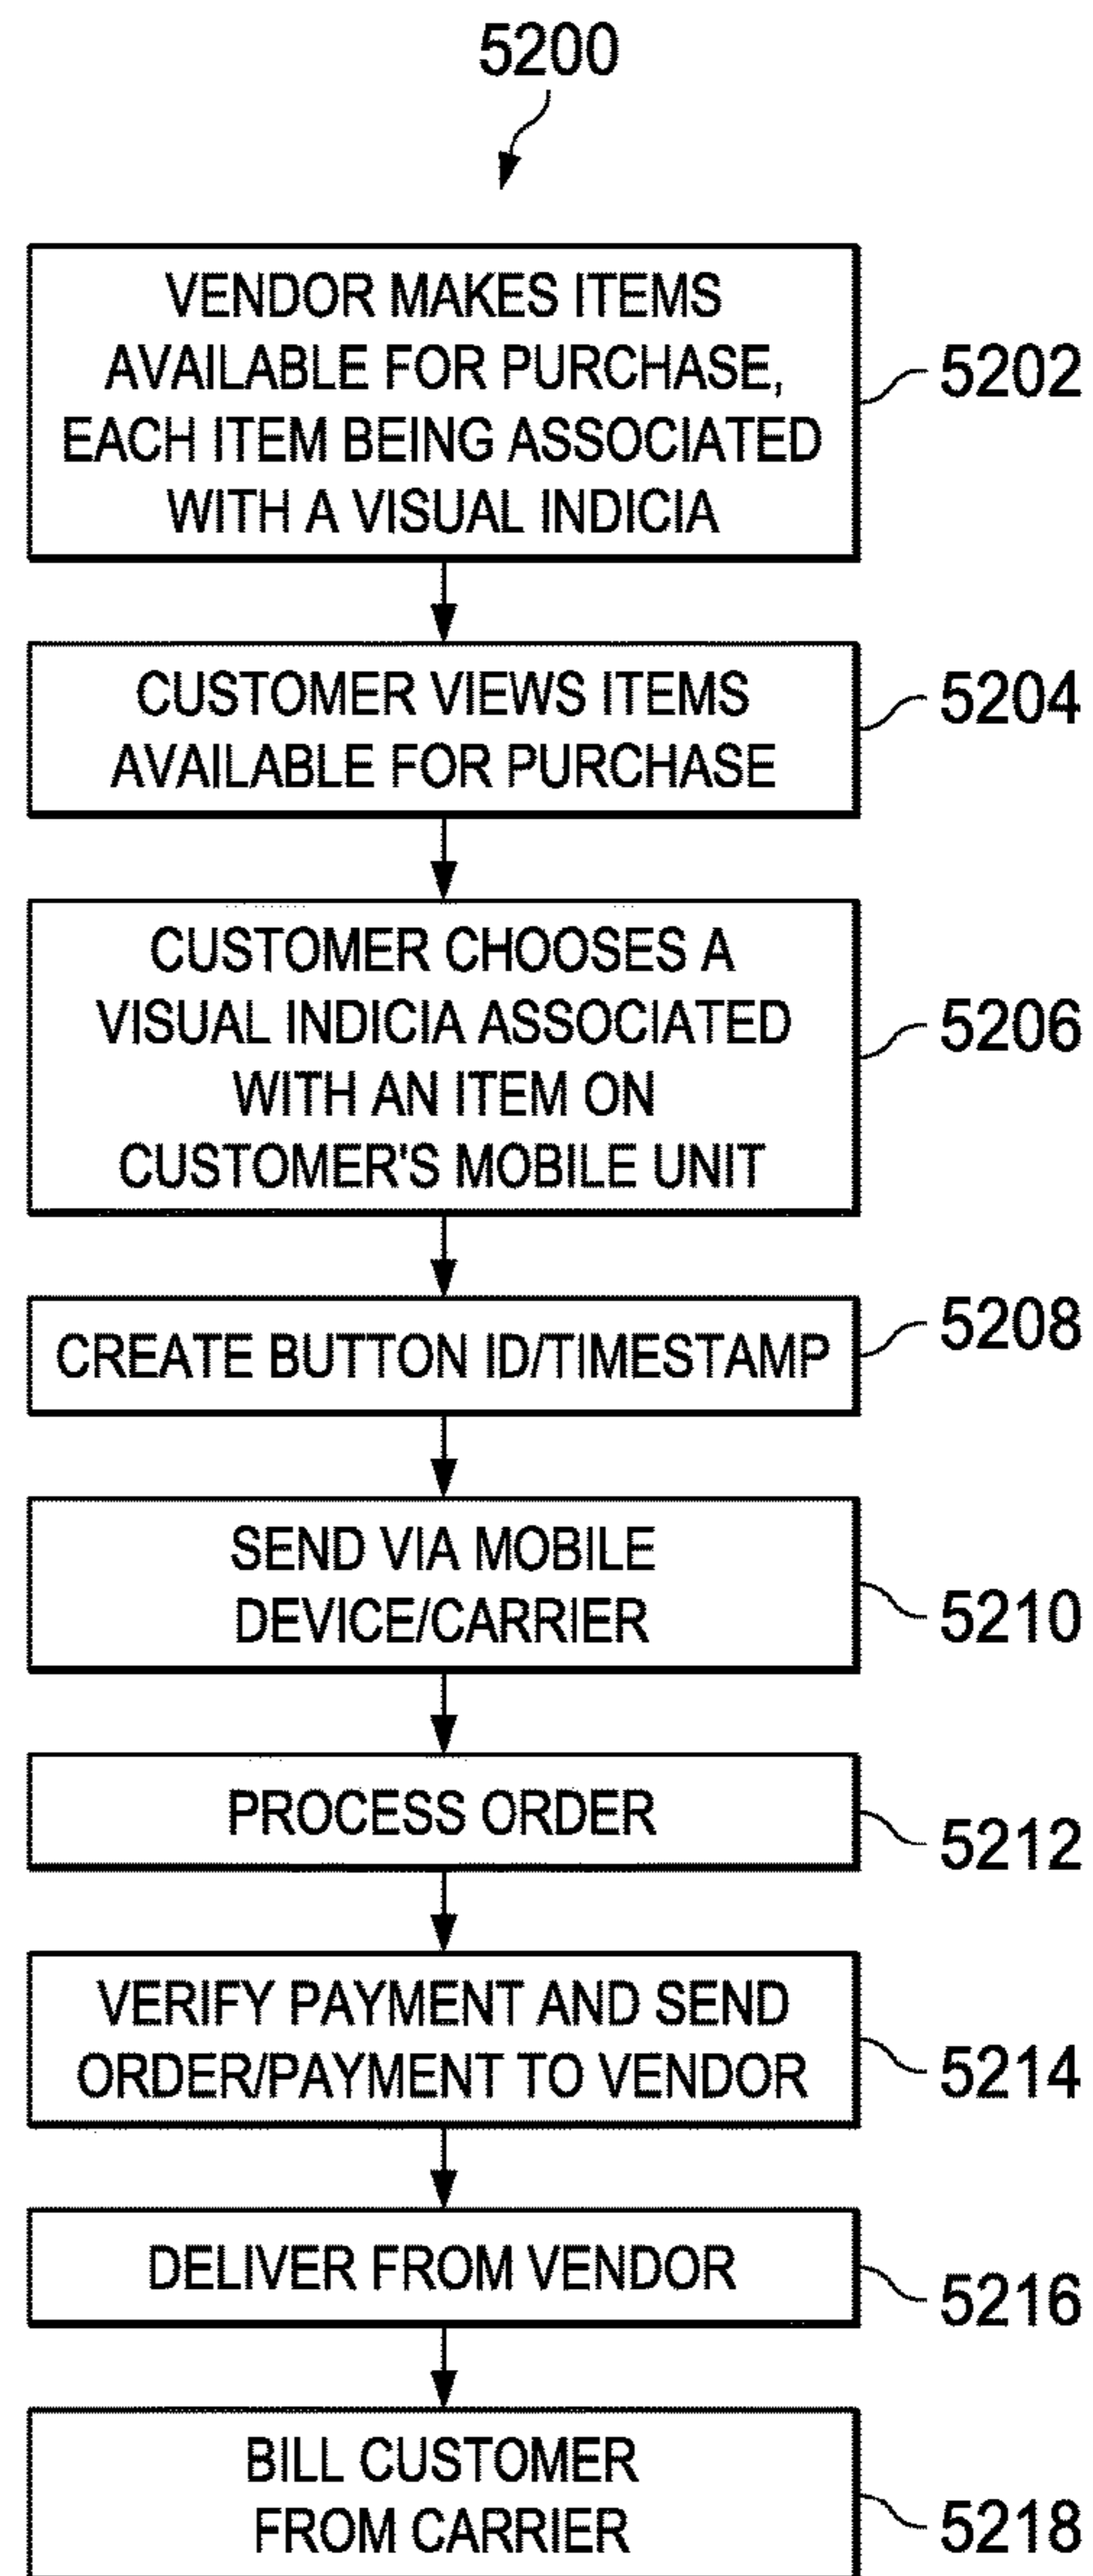 5200
VENDOR MAKES ITEMS
AVAILABLE FOR PURCHASE,
EACH ITEM BEING ASSOCIATED
WITH A VISUAL INDICIA
5202
CUSTOMER VIEWS ITEMS
AVAILABLE FOR PURCHASE
5204
CUSTOMER CHOOSES A
VISUAL INDICIA ASSOCIATED
WITH AN ITEM ON
CUSTOMER'S MOBILE UNIT
5206
CREATE BUTTON ID/TIMESTAMP
5208
SEND VIA MOBILE
DEVICE/CARRIER
5210
PROCESS ORDER
5212
VERIFY PAYMENT AND SEND
ORDER/PAYMENT TO VENDOR
5214
DELIVER FROM VENDOR
5216
BILL CUSTOMER
FROM CARRIER
5218